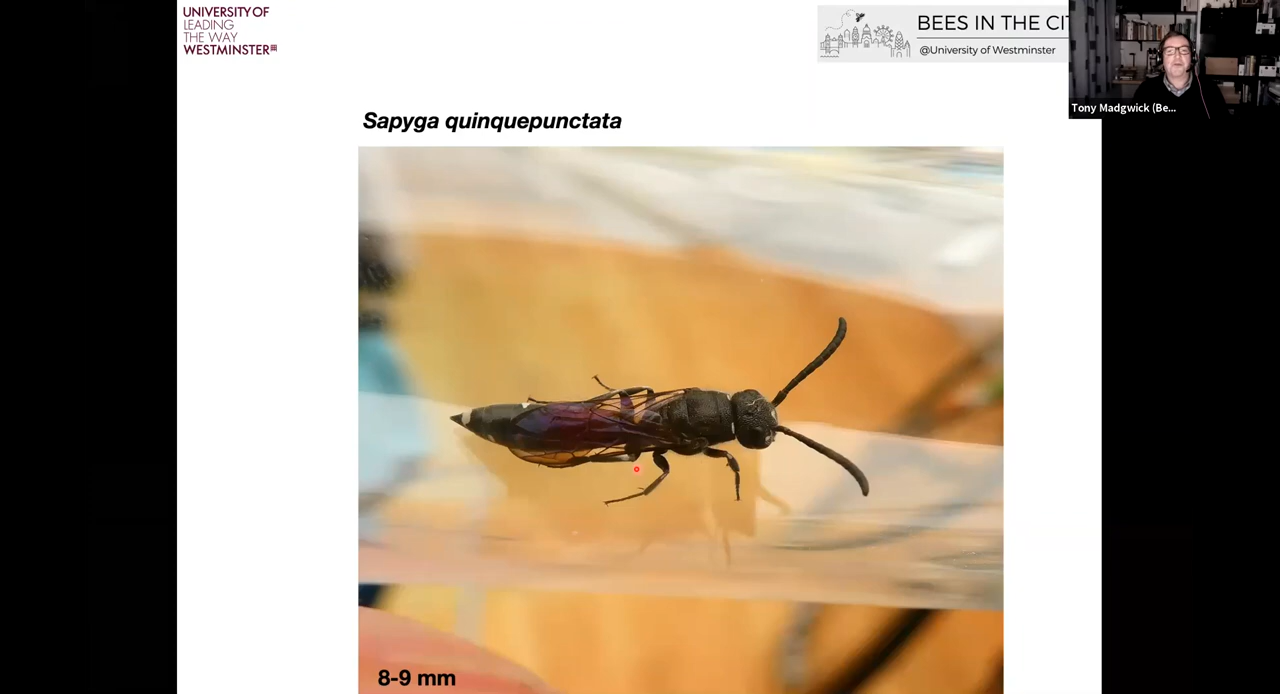 UNIVERSITY OF
LEADING
THE WAY
WESTMINSTER
BEES IN THE CIT
@University of Westminster
Tony Madgwick (Be...
Sapyga quinquepunctata
8-9 mm